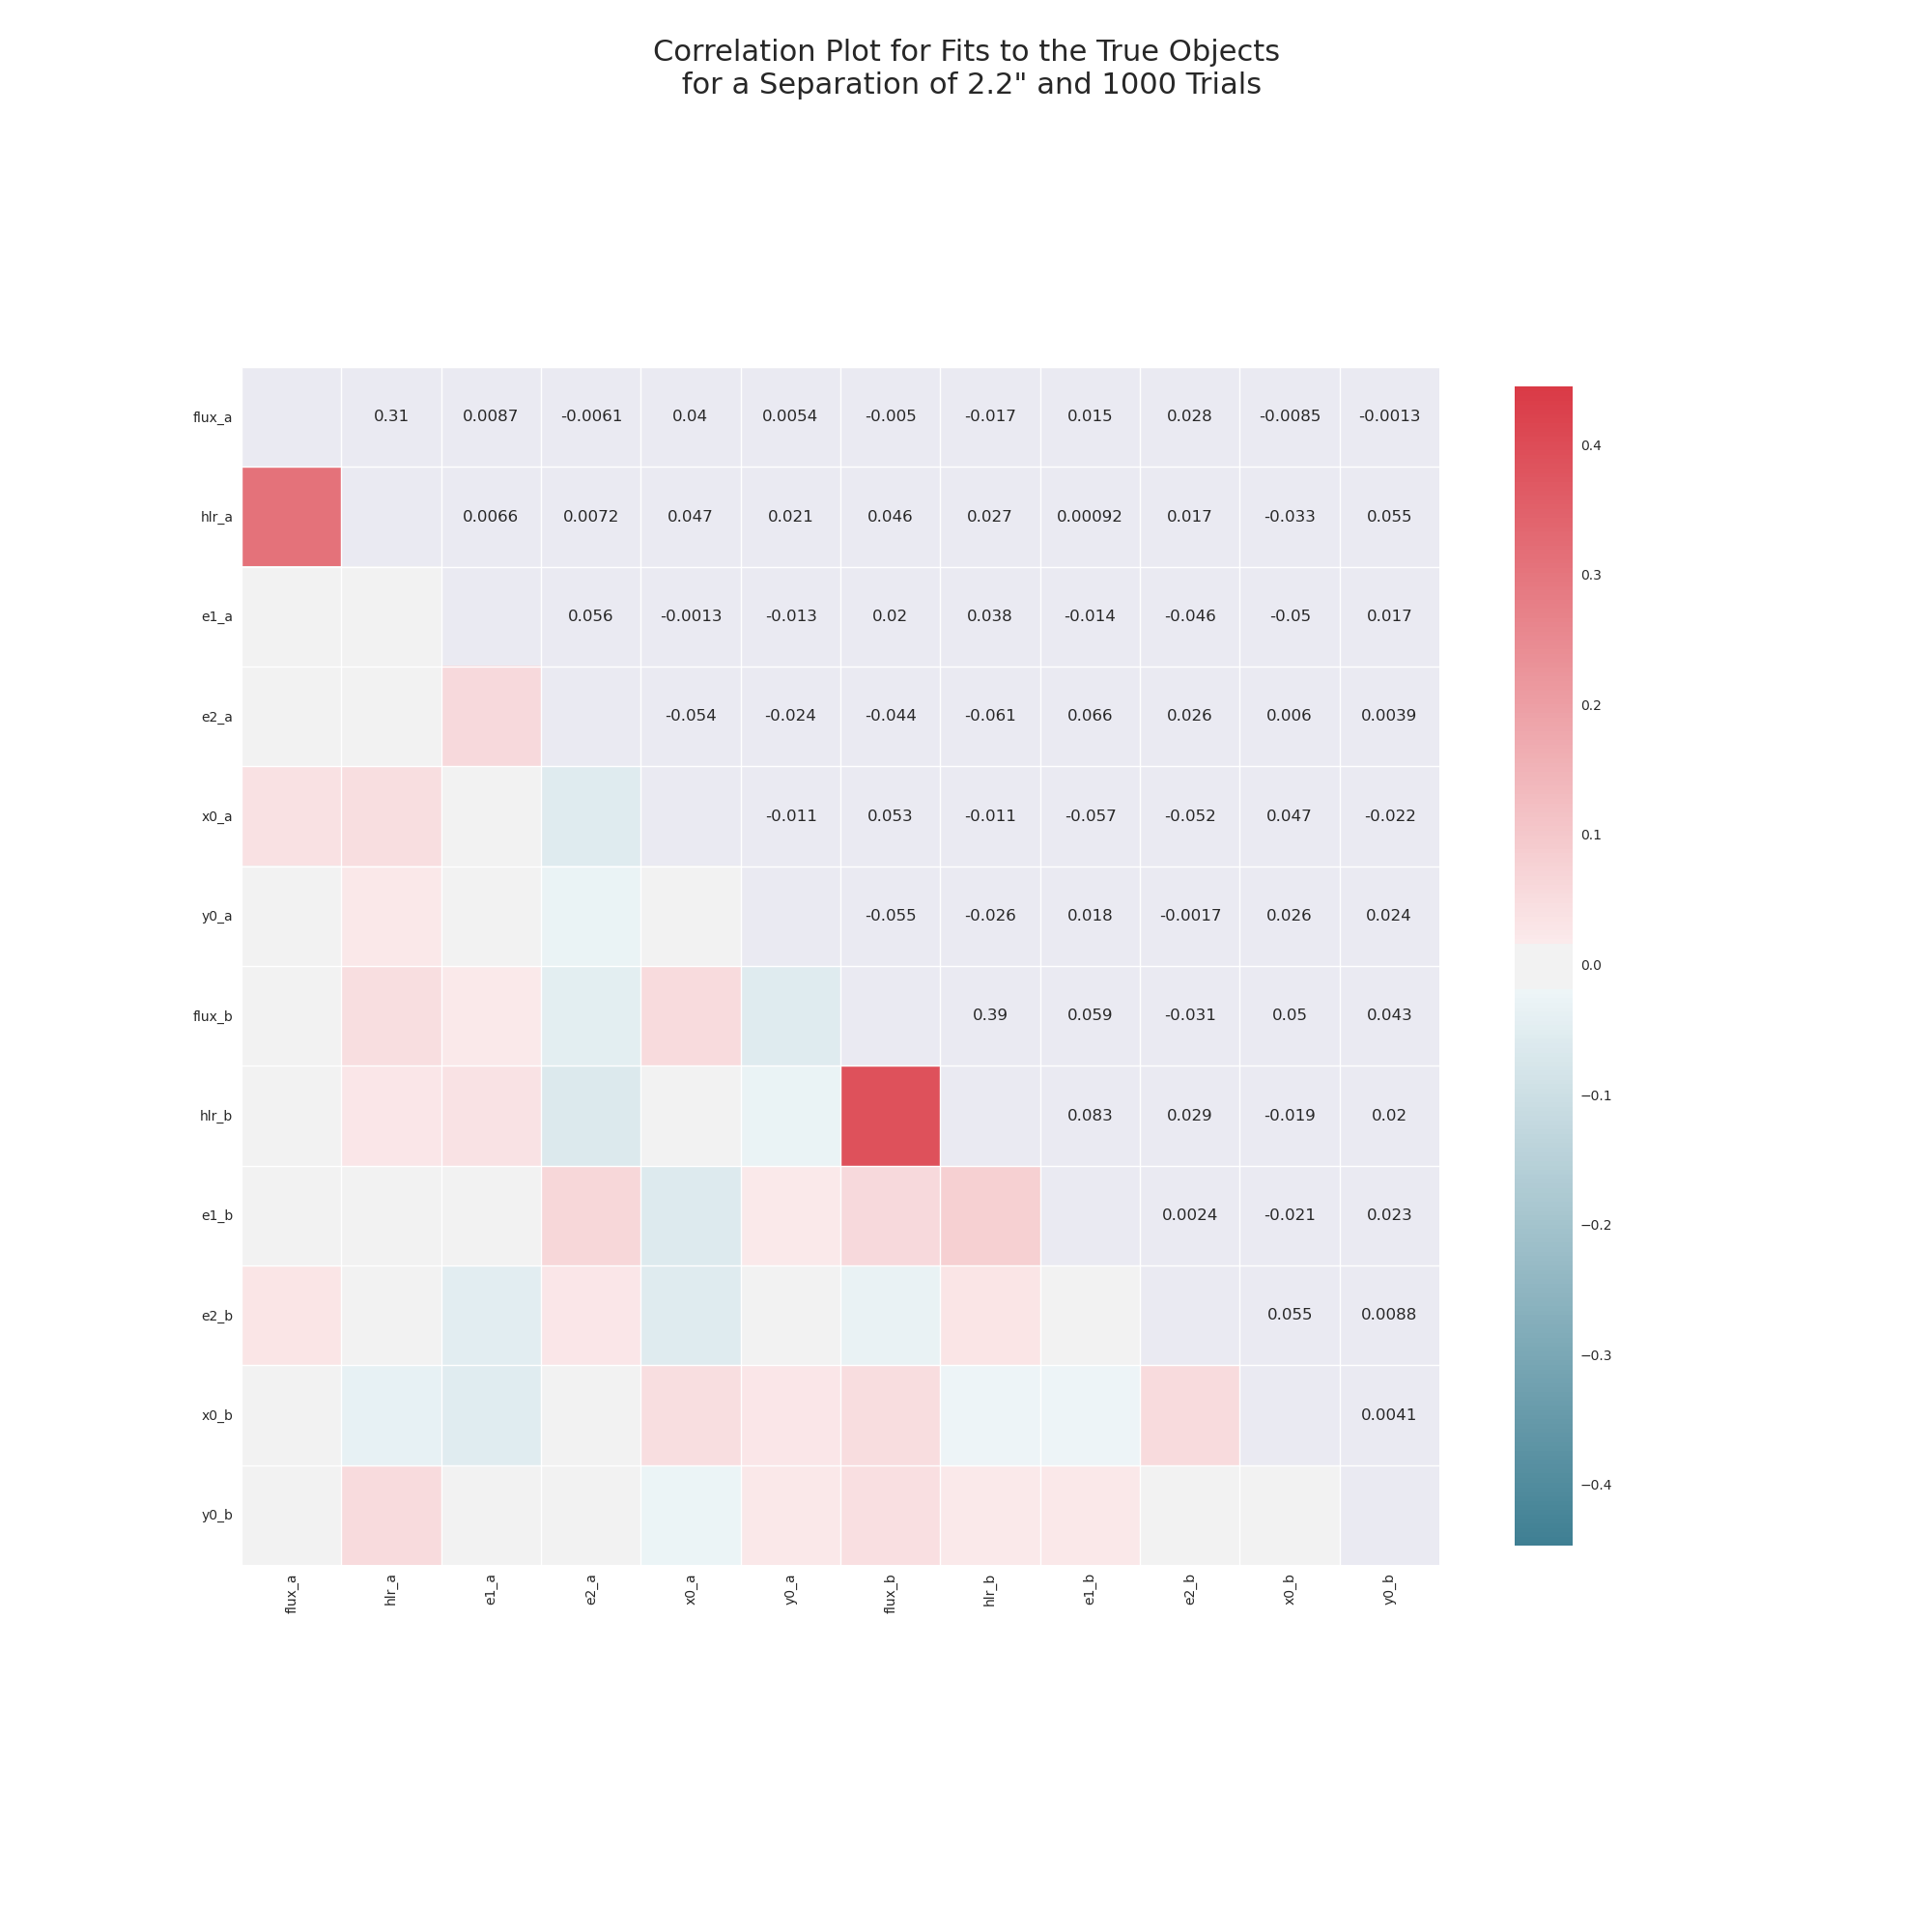 Correlation Plot for Fits to the True Objects
for a Separation of 2.2" and 1000 Trials
flux_a 0.31 0.0087 -0.0061 0.04 0.0054 -0.005 -0.017 0.015 0.028 -0.0085 -0.0013
hlr_a 0.0066 0.0072 0.047 0.021 0.046 0.027 0.00092 0.017 -0.033 0.055
e1_a 0.056 -0.0013 -0.013 0.02 0.038 -0.014 -0.046 -0.05 0.017
e2_a -0.054 -0.024 -0.044 -0.061 0.066 0.026 0.006 0.0039
x0_a -0.011 0.053 -0.011 -0.057 -0.052 0.047 -0.022
y0_a -0.055 -0.026 0.018 -0.0017 0.026 0.024
flux_b 0.39 0.059 -0.031 0.05 0.043
hlr_b 0.083 0.029 -0.019 0.02
e1_b 0.0024 -0.021 0.023
e2_b 0.055 0.0088
x0_b 0.0041
y0_b
flux_a hlr_a e1_a e2_a x0_a y0_a flux_b hlr_b e1_b e2_b x0_b y0_b
0.4
0.3
0.2
0.1
0.0
−0.1
−0.2
−0.3
−0.4